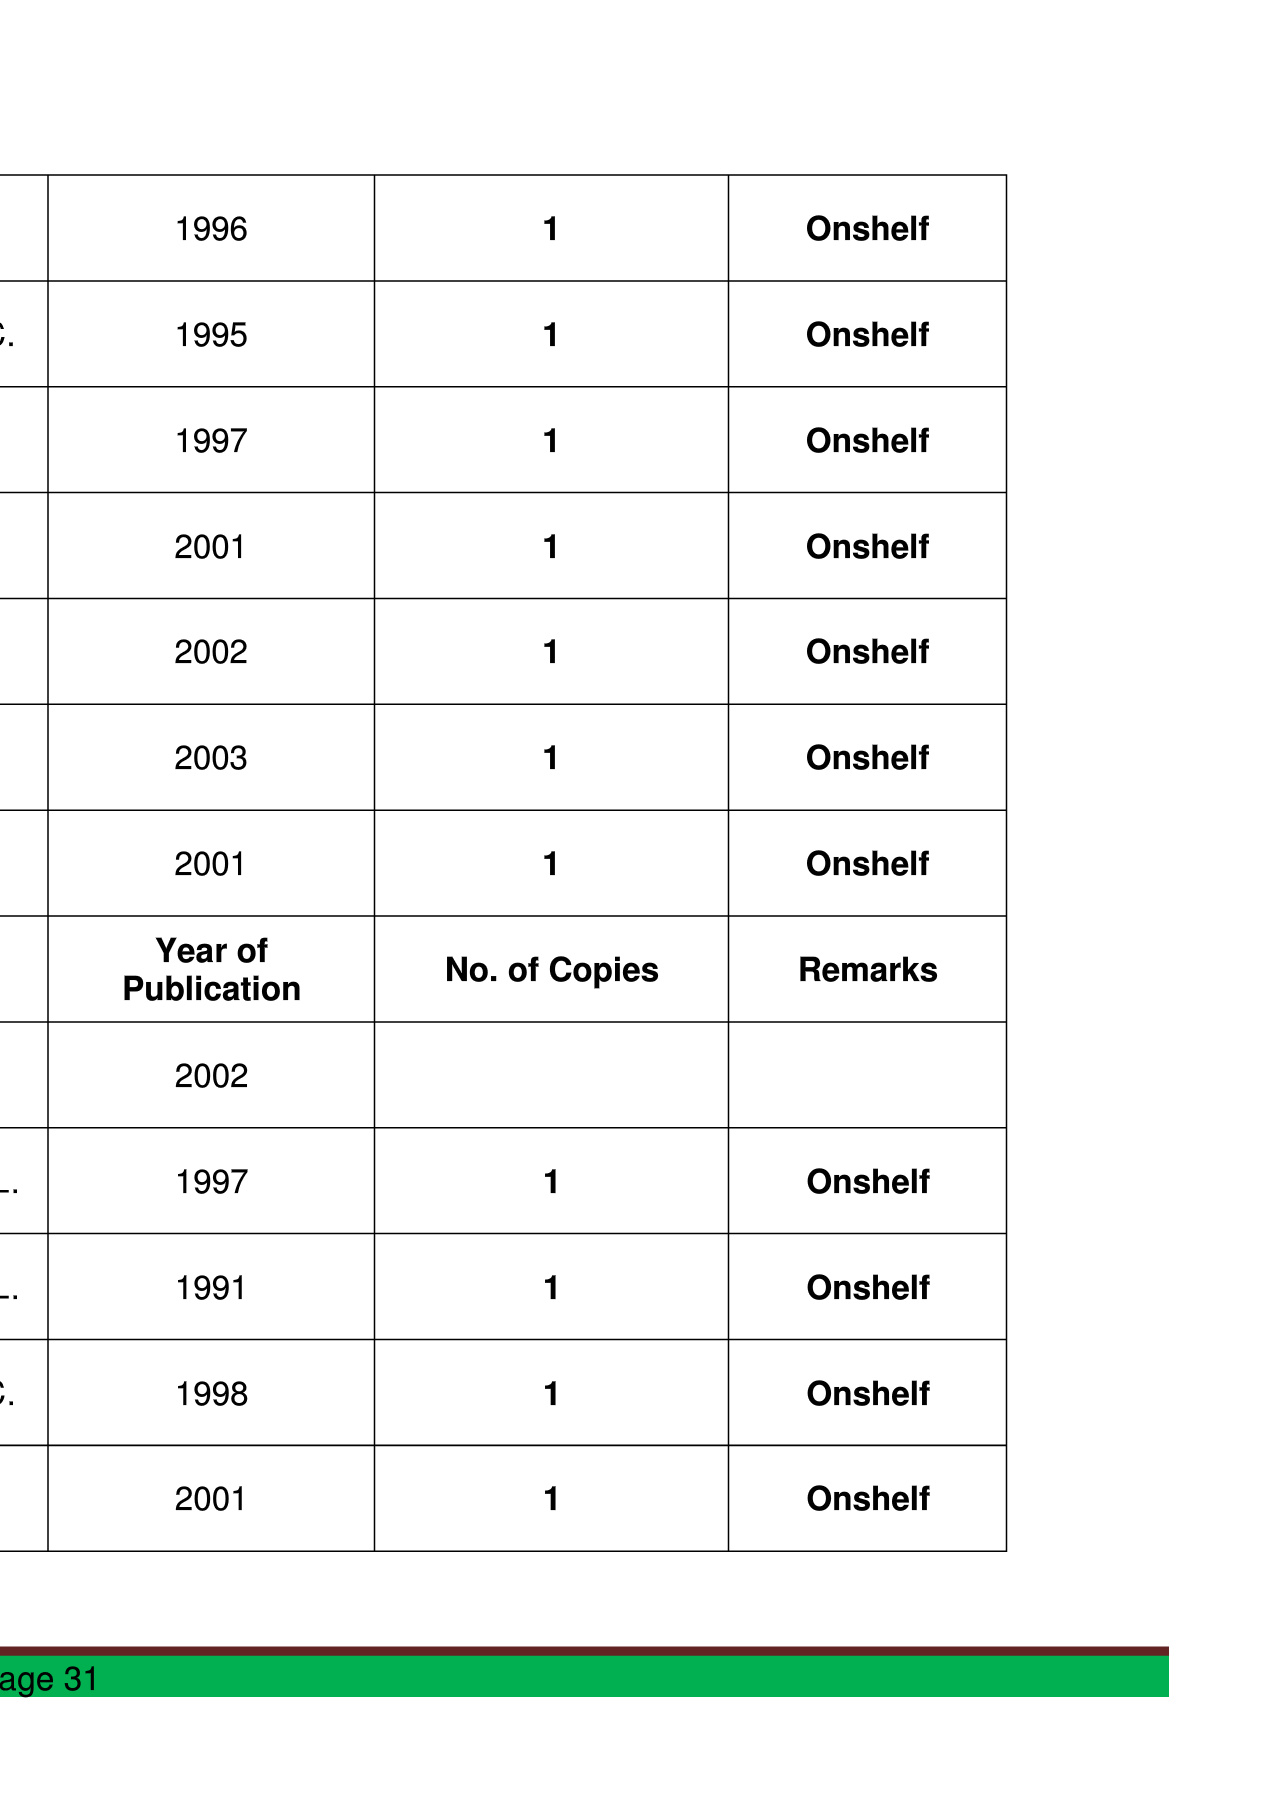 1996 1 Onshelf
C. 1995 1 Onshelf
1997 1 Onshelf
2001 1 Onshelf
2002 1 Onshelf
2003 1 Onshelf
2001 1 Onshelf
Year of
Publication No. of Copies Remarks
2002
L. 1997 1 Onshelf
L. 1991 1 Onshelf
C. 1998 1 Onshelf
2001 1 Onshelf
age 31